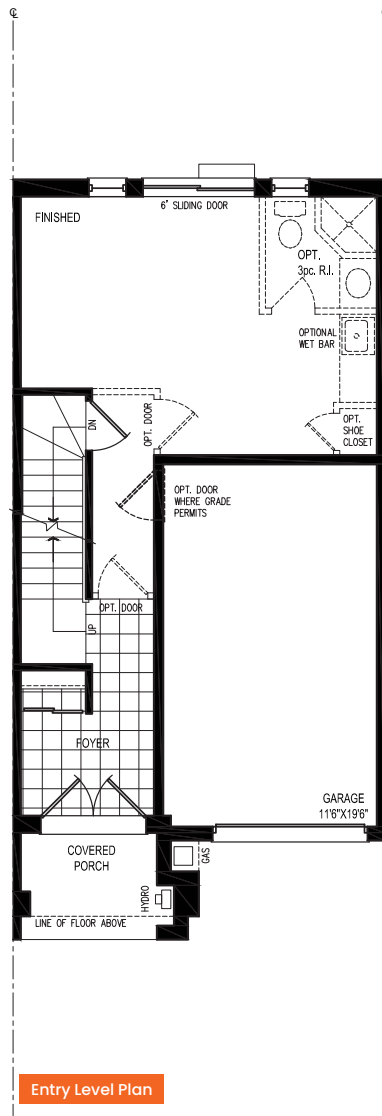 ℄
FINISHED
6' SLIDING DOOR
OPT.
3pc. R.I.
OPTIONAL
WET BAR
DN
OPT. DOOR
OPT.
SHOE
CLOSET
OPT. DOOR
WHERE GRADE
PERMITS
OPT. DOOR
UP
FOYER
GARAGE
11'6"X19'6"
COVERED
PORCH
GAS
HYDRO
LINE OF FLOOR ABOVE
Entry Level Plan